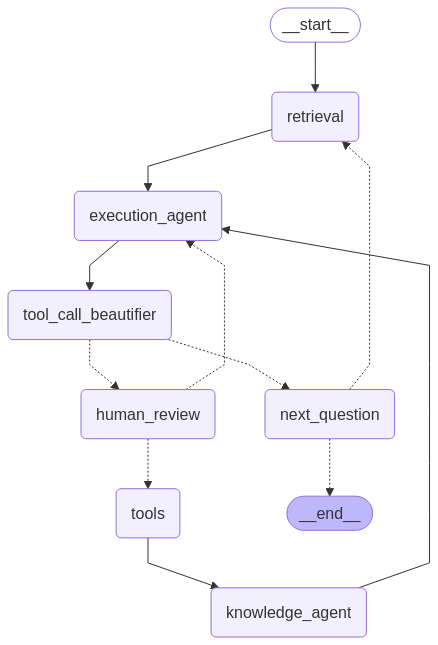 __start__
retrieval
execution_agent
tool_call_beautifier
human_review
next_question
tools
__end__
knowledge_agent